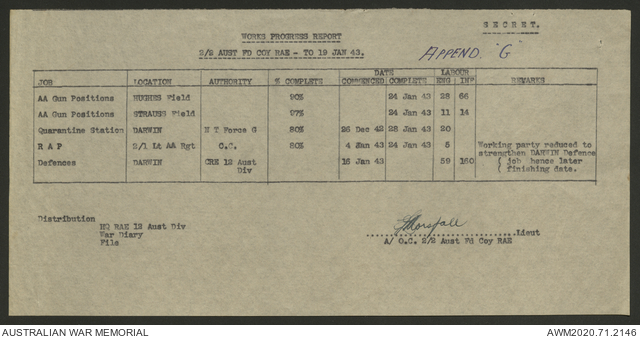 S E C R E T.
WORKS PROGRESS REPORT
2/2 AUST FD COY RAE - TO 19 JAN 43.
APPEND. "G"
DATE LABOUR
JOB LOCATION AUTHORITY % COMPLETE COMMENCED COMPLETE ENG INF REMARKS
AA Gun Positions HUGHES Field 90% 24 Jan 43 28 66
AA Gun Positions STRAUSS Field 97% 24 Jan 43 11 14
Quarantine Station DARWIN N T Force G 80% 26 Dec 42 28 Jan 43 20
R A P 2/1 Lt AA Rgt O.C. 80% 4 Jan 43 24 Jan 43 5 Working party reduced to
strengthen DARWIN Defence
Defences DARWIN CRE 12 Aust 16 Jan 43 59 160 job hence later
Div finishing date.
Distribution
HQ RAE 12 Aust Div
War Diary
File
Lieut
A/ O.C. 2/2 Aust Fd Coy RAE
AUSTRALIAN WAR MEMORIAL AWM2020.71.2146